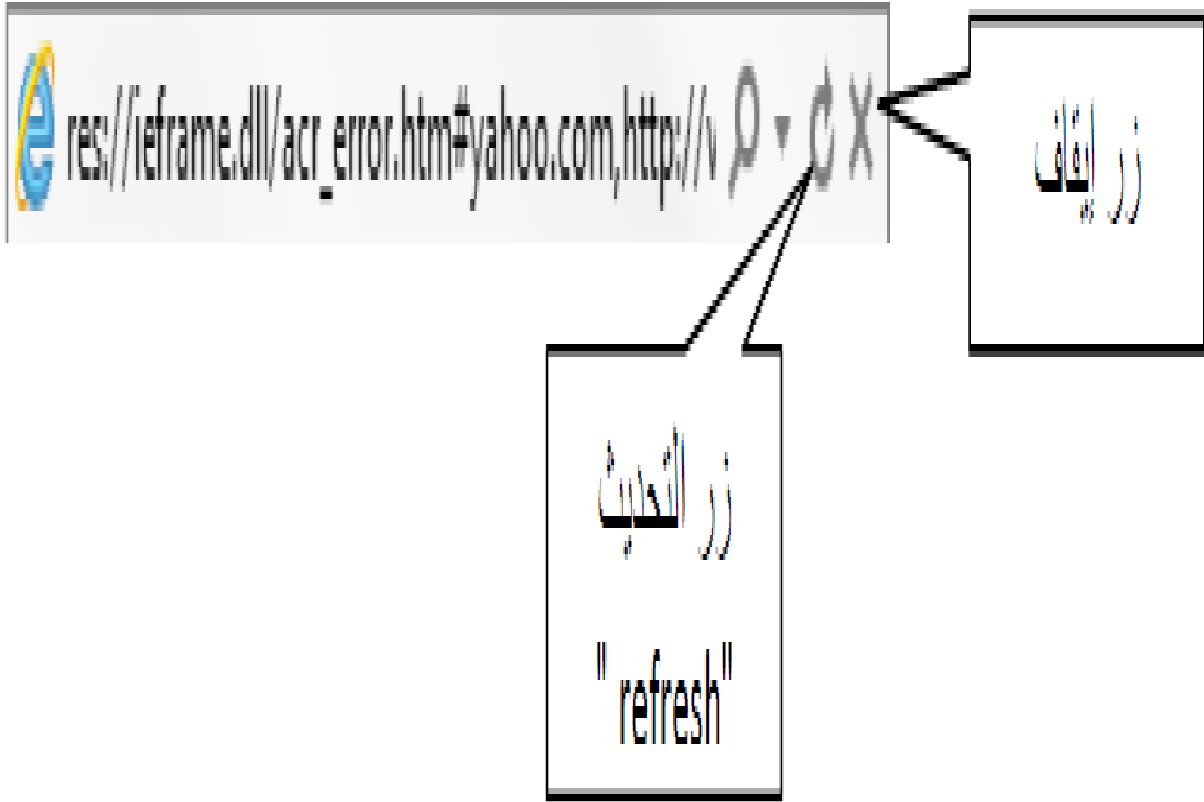 res://ieframe.dll/acr_error.htm#yahoo.com,http://v
زر إيقاف
زر التحديث
" refresh"